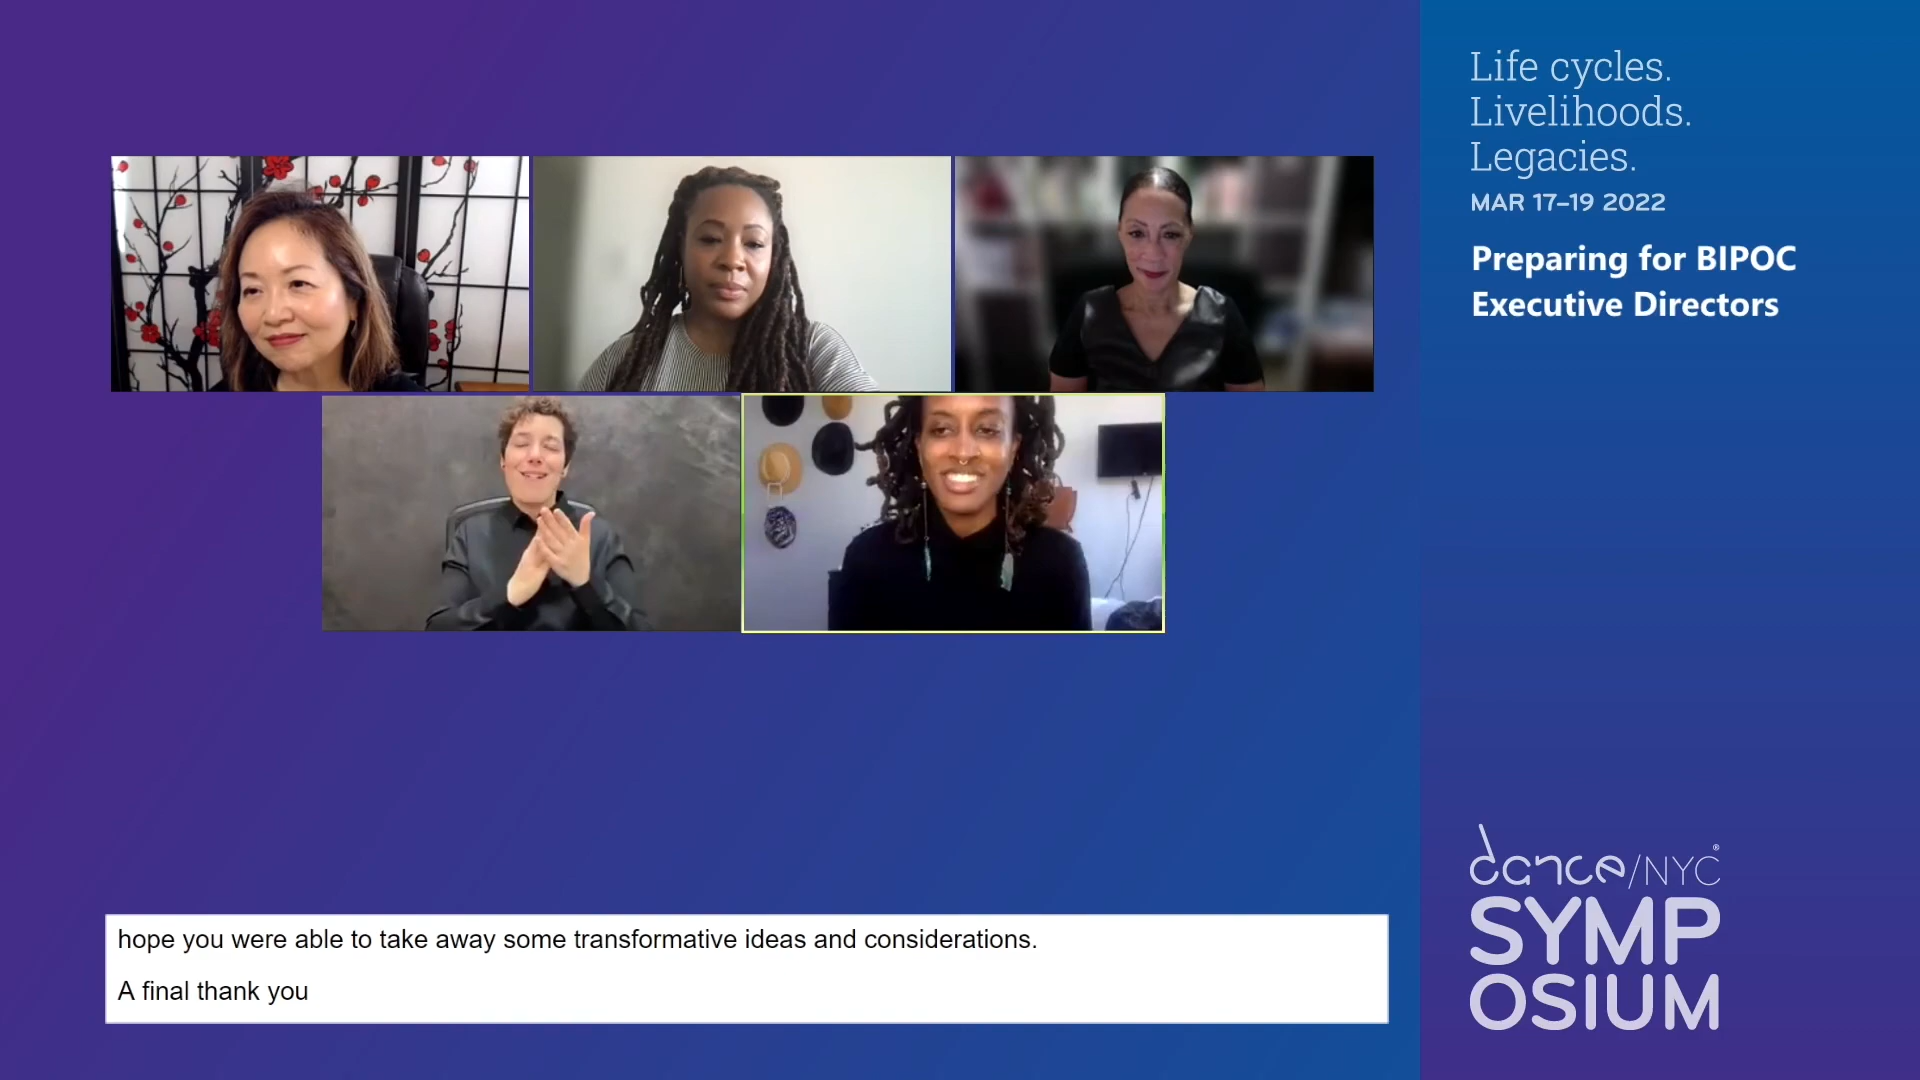 Life cycles.
Livelihoods.
Legacies.
MAR 17–19 2022
Preparing for BIPOC
Executive Directors
dance/NYC®
SYMP
OSIUM
hope you were able to take away some transformative ideas and considerations.
A final thank you